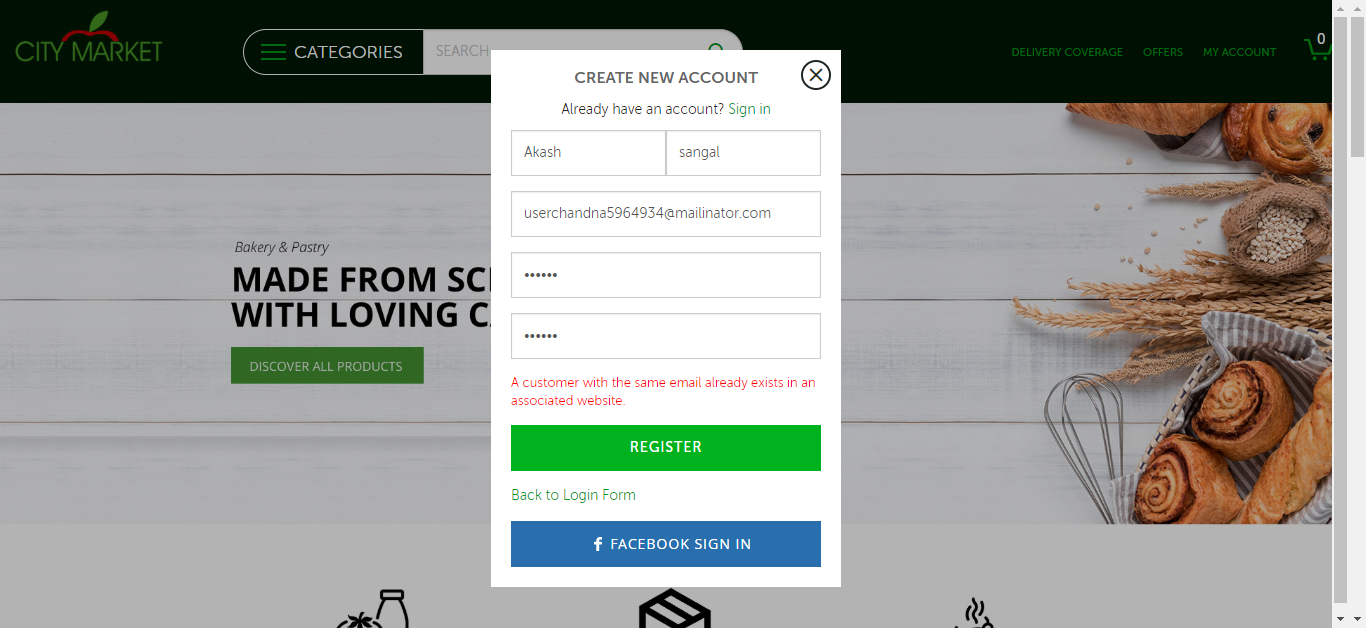 CITY MARKET
CATEGORIES
SEARCH
DELIVERY COVERAGE
OFFERS
MY ACCOUNT
0
CREATE NEW ACCOUNT
Already have an account? Sign in
Akash
sangal
userchandna5964934@mailinator.com
••••••
••••••
A customer with the same email already exists in an
associated website.
REGISTER
Back to Login Form
FACEBOOK SIGN IN
Bakery & Pastry
MADE FROM SC
WITH LOVING C
DISCOVER ALL PRODUCTS